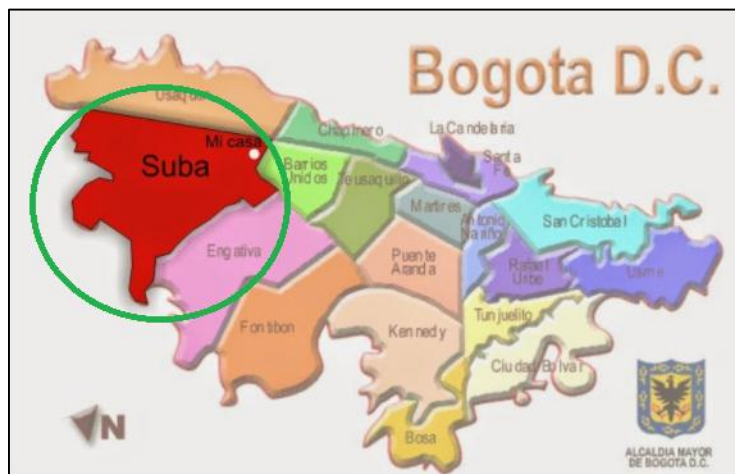 Bogota D.C.
Usaquen
Chapinero
La Candelaria
Mi casa
Suba
Santa
Fe
Barrios
Unidos
Teusaquillo
Martires
Antonio
Nariño
San Cristobal
Engativa
Puente
Aranda
Rafael
Uribe
Usme
Fontibon
Kennedy
Tunjuelito
Ciudad Bolivar
Bosa
N
ALCALDIA MAYOR
DE BOGOTA D.C.